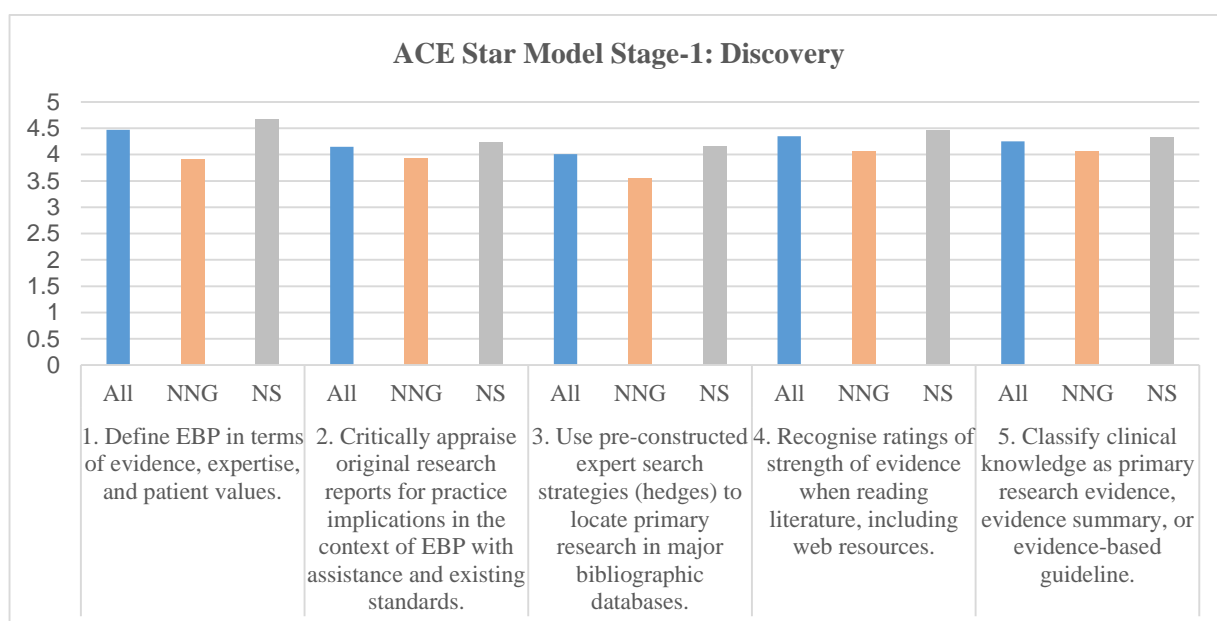 ACE Star Model Stage-1: Discovery
5
4.5
4
3.5
3
2.5
2
1.5
1
0.5
0
All NNG NS All NNG NS All NNG NS All NNG NS All NNG NS
1. Define EBP in terms
of evidence, expertise,
and patient values.
2. Critically appraise
original research
reports for practice
implications in the
context of EBP with
assistance and existing
standards.
3. Use pre-constructed
expert search
strategies (hedges) to
locate primary
research in major
bibliographic
databases.
4. Recognise ratings of
strength of evidence
when reading
literature, including
web resources.
5. Classify clinical
knowledge as primary
research evidence,
evidence summary, or
evidence-based
guideline.